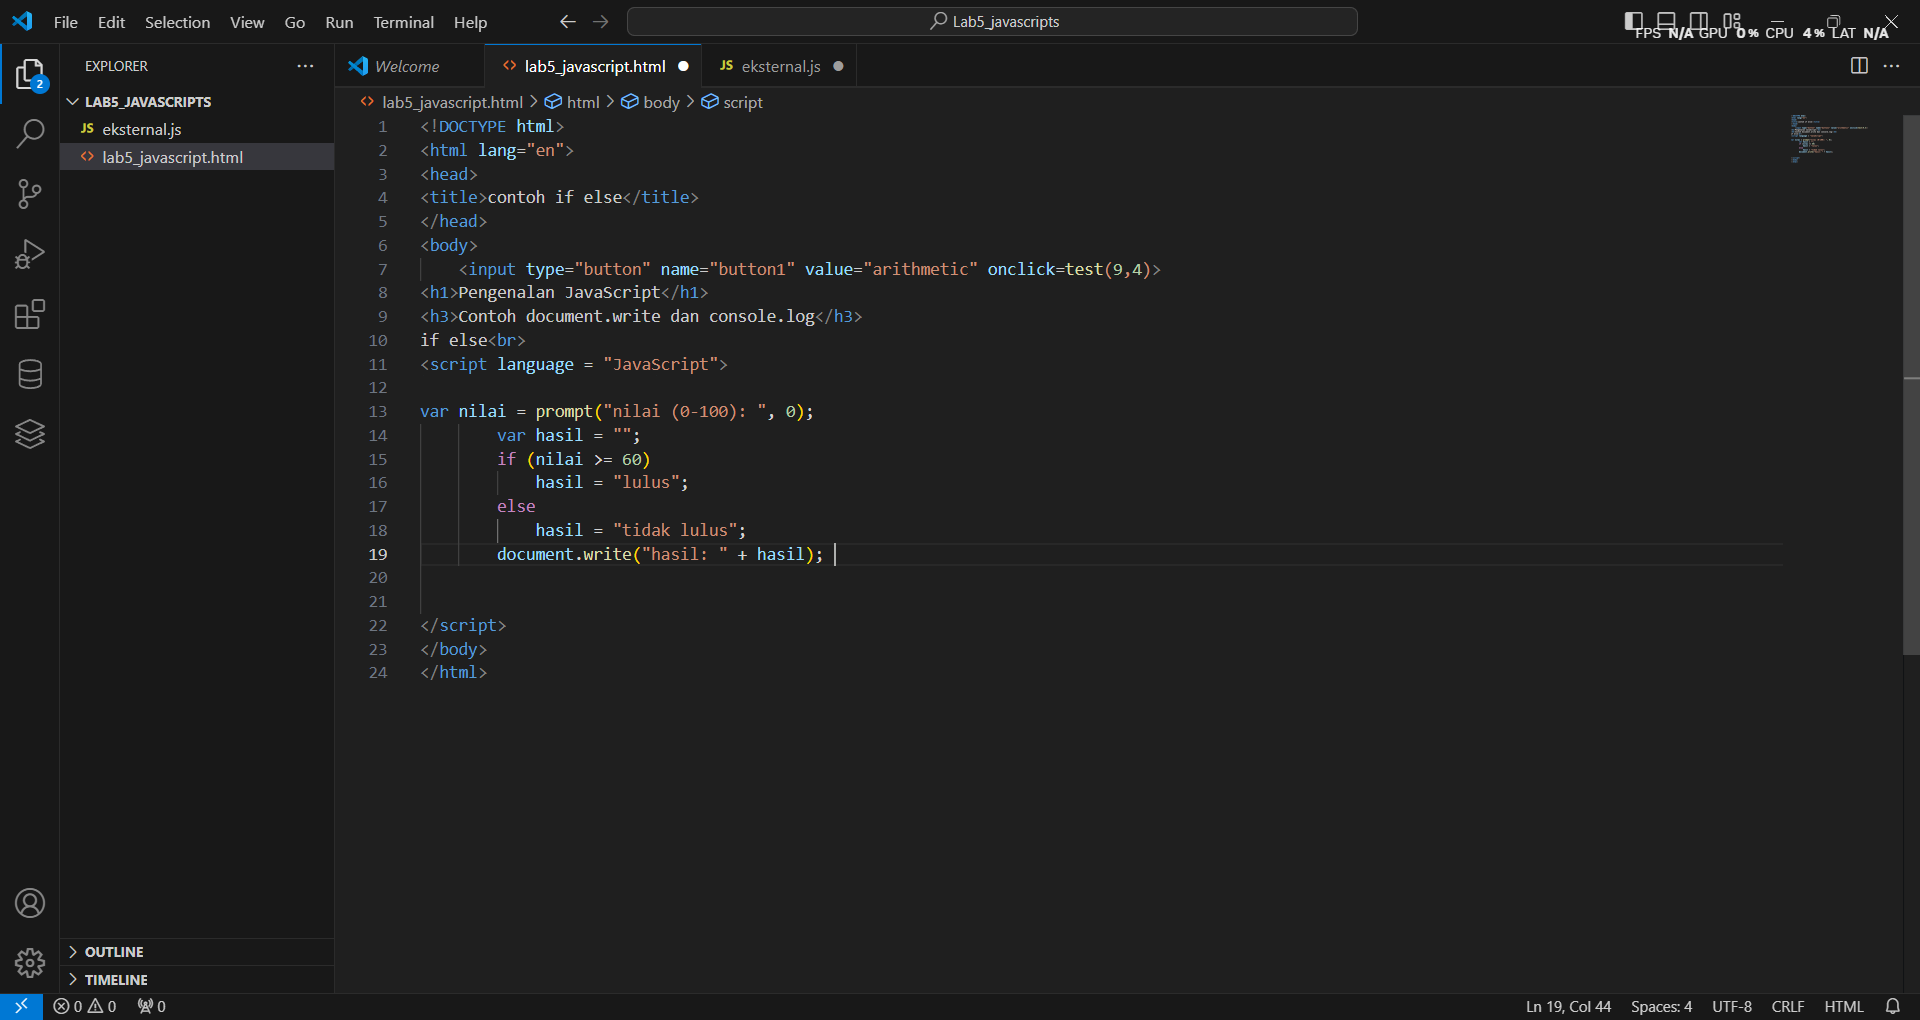 File Edit Selection View Go Run Terminal Help
Lab5_javascripts
FPS N/A GPU 0% CPU 4% LAT N/A
EXPLORER
Welcome
lab5_javascript.html
JS eksternal.js
2
LAB5_JAVASCRIPTS
JS eksternal.js
lab5_javascript.html
lab5_javascript.html > html > body > script
1 <!DOCTYPE html>
2 <html lang="en">
3 <head>
4 <title>contoh if else</title>
5 </head>
6 <body>
7 <input type="button" name="button1" value="arithmetic" onclick=test(9,4)>
8 <h1>Pengenalan JavaScript</h1>
9 <h3>Contoh document.write dan console.log</h3>
10 if else<br>
11 <script language = "JavaScript">
12
13 var nilai = prompt("nilai (0-100): ", 0);
14 var hasil = "";
15 if (nilai >= 60)
16 hasil = "lulus";
17 else
18 hasil = "tidak lulus";
19 document.write("hasil: " + hasil);
20
21
22 </script>
23 </body>
24 </html>
OUTLINE
TIMELINE
0 0 0
Ln 19, Col 44 Spaces: 4 UTF-8 CRLF HTML